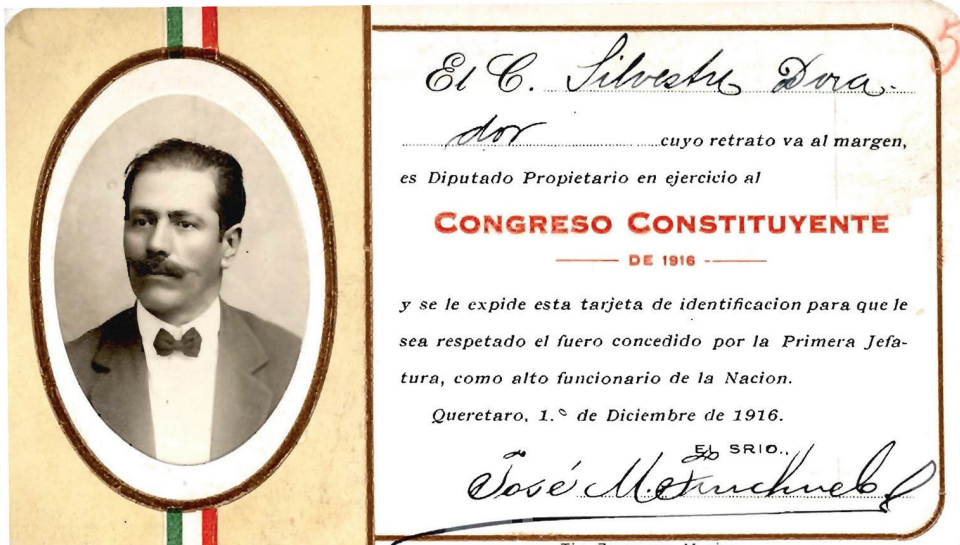 El C. Silvestre Dora-
dor cuyo retrato va al margen,
es Diputado Propietario en ejercicio al
CONGRESO CONSTITUYENTE
DE 1916
y se le expide esta tarjeta de identificacion para que le
sea respetado el fuero concedido por la Primera Jefa-
tura, como alto funcionario de la Nacion.
Queretaro, 1.º de Diciembre de 1916.
EL SRIO.,
José M. Truchuelo
5